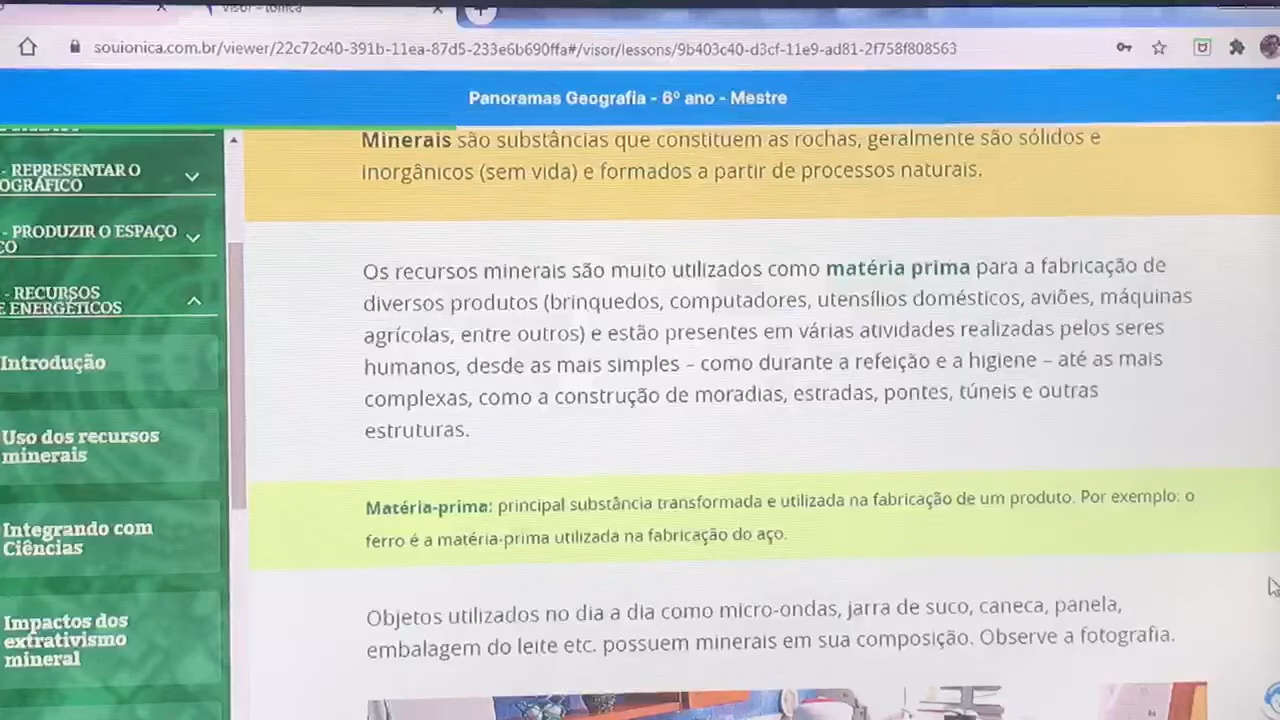 souionica.com.br/viewer/22c72c40-391b-11ea-87d5-233e6b690ffa#/visor/lessons/9b403c40-d3cf-11e9-ad81-2f758f808563
Panoramas Geografia - 6º ano - Mestre
- REPRESENTAR O
OGRÁFICO
- PRODUZIR O ESPAÇO
CO
- RECURSOS
E ENERGÉTICOS
Introdução
Uso dos recursos
minerais
Integrando com
Ciências
Impactos dos
extrativismo
mineral
Minerais são substâncias que constituem as rochas, geralmente são sólidos e
inorgânicos (sem vida) e formados a partir de processos naturais.
Os recursos minerais são muito utilizados como matéria prima para a fabricação de
diversos produtos (brinquedos, computadores, utensílios domésticos, aviões, máquinas
agrícolas, entre outros) e estão presentes em várias atividades realizadas pelos seres
humanos, desde as mais simples – como durante a refeição e a higiene – até as mais
complexas, como a construção de moradias, estradas, pontes, túneis e outras
estruturas.
Matéria-prima: principal substância transformada e utilizada na fabricação de um produto. Por exemplo: o
ferro é a matéria-prima utilizada na fabricação do aço.
Objetos utilizados no dia a dia como micro-ondas, jarra de suco, caneca, panela,
embalagem do leite etc. possuem minerais em sua composição. Observe a fotografia.